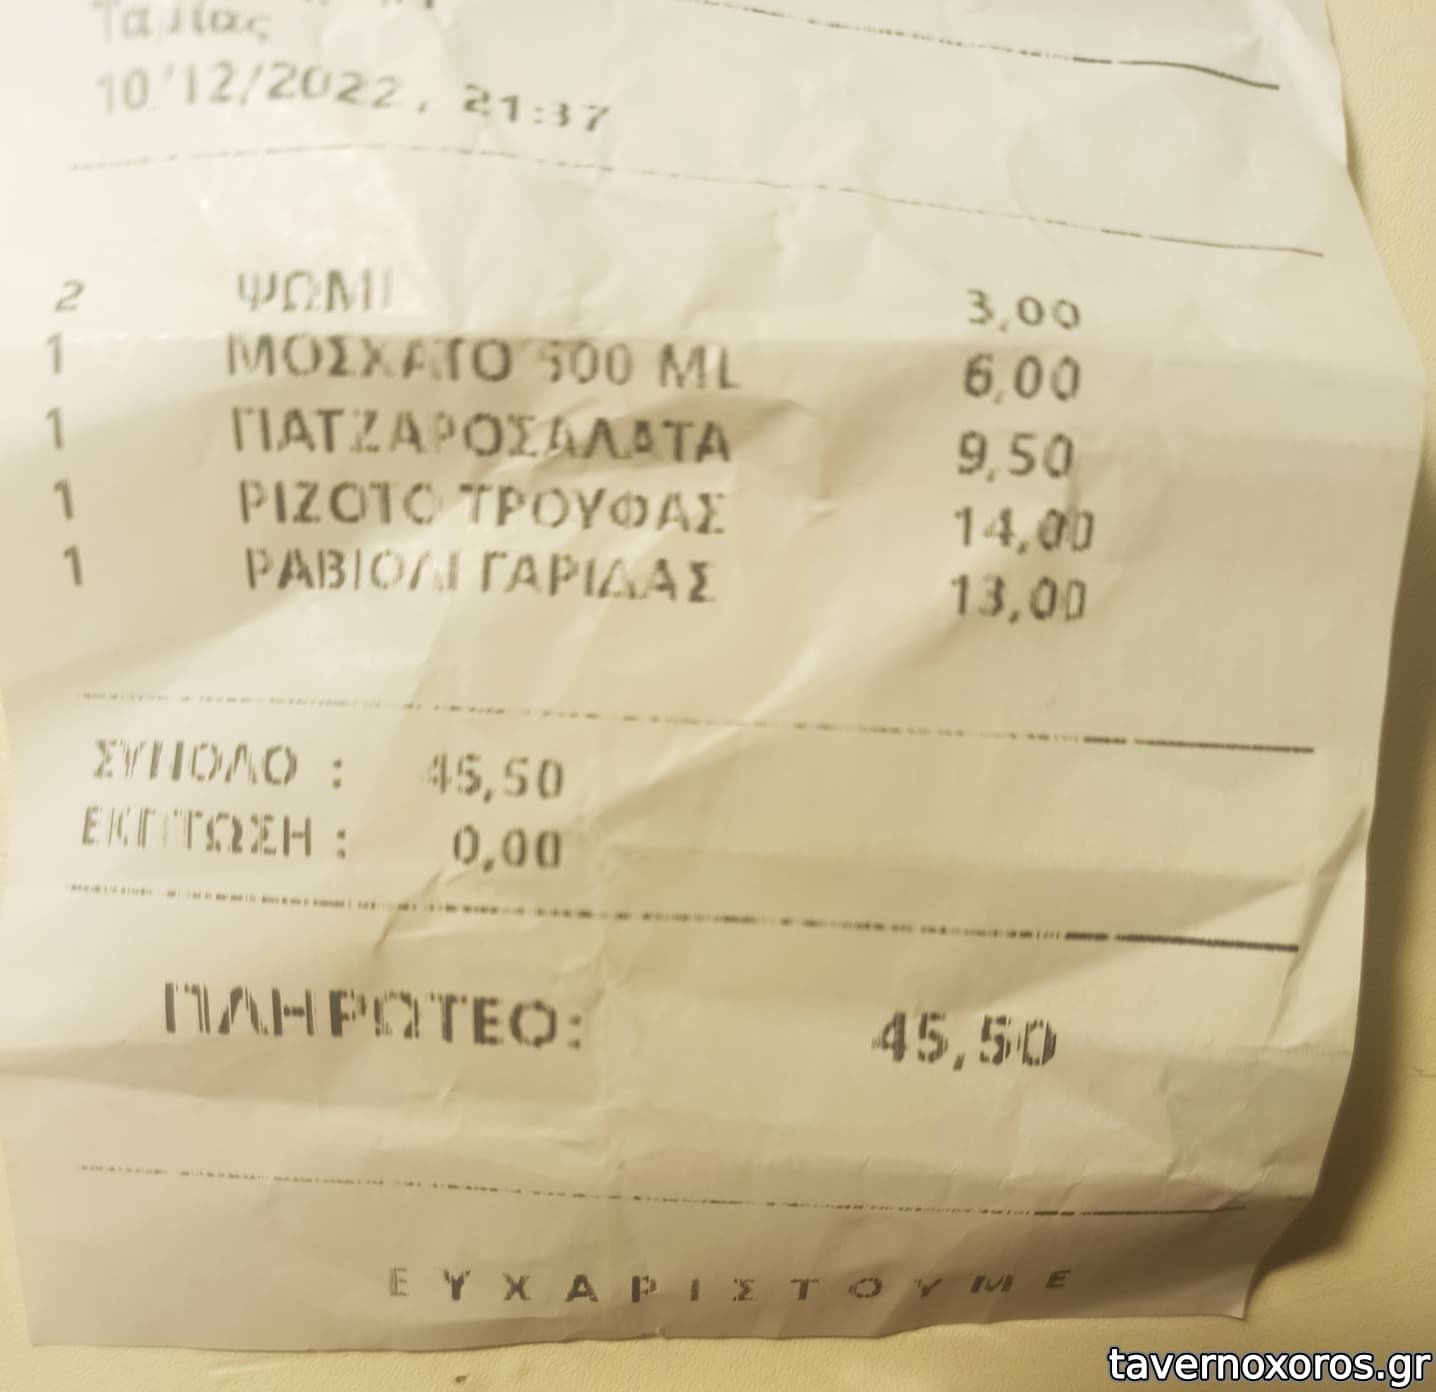 Ταμίας
10/12/2022, 21:37
2 ΨΩΜΙ 3,00
1 ΜΟΣΧΑΤΟ 500 ML 6,00
1 ΠΑΤΖΑΡΟΣΑΛΑΤΑ 9,50
1 ΡΙΖΟΤΟ ΤΡΟΥΦΑΣ 14,00
1 ΡΑΒΙΟΛΙ ΓΑΡΙΔΑΣ 13,00
ΣΥΝΟΛΟ : 45,50
ΕΚΠΤΩΣΗ : 0,00
ΠΛΗΡΩΤΕΟ: 45,50
ΕΥΧΑΡΙΣΤΟΥΜΕ
tavernoxoros.gr